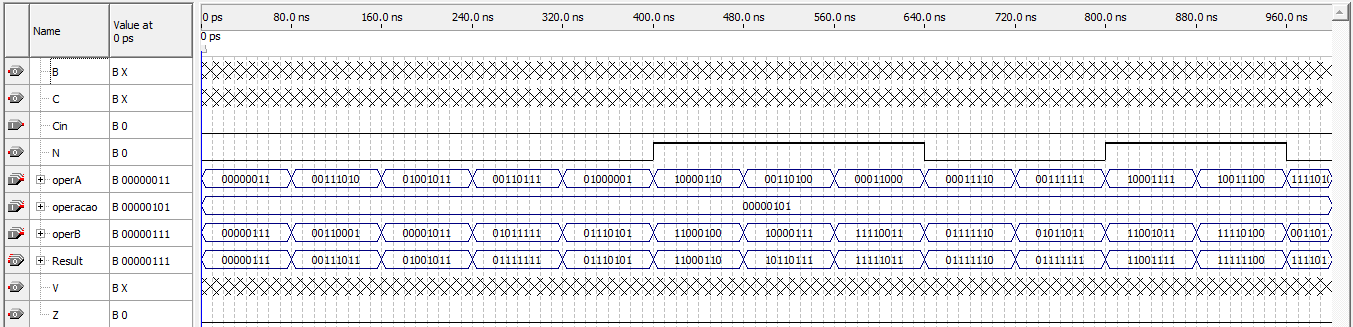 Name Value at 0 ps 0 ps 80.0 ns 160.0 ns 240.0 ns 320.0 ns 400.0 ns 480.0 ns 560.0 ns 640.0 ns 720.0 ns 800.0 ns 880.0 ns 960.0 ns
0 ps
B B X
C B X
Cin B 0
N B 0
operA B 00000011 00000011 00111010 01001011 00110111 01000001 10000110 00110100 00011000 00011110 00111111 10001111 10011100 111101
operacao B 00000101 00000101
operB B 00000111 00000111 00110001 00001011 01011111 01110101 11000100 10000111 11110011 01111110 01011011 11001011 11110100 001101
Result B 00000111 00000111 00111011 01001011 01111111 01110101 11000110 10110111 11111011 01111110 01111111 11001111 11111100 111101
V B X
Z B 0